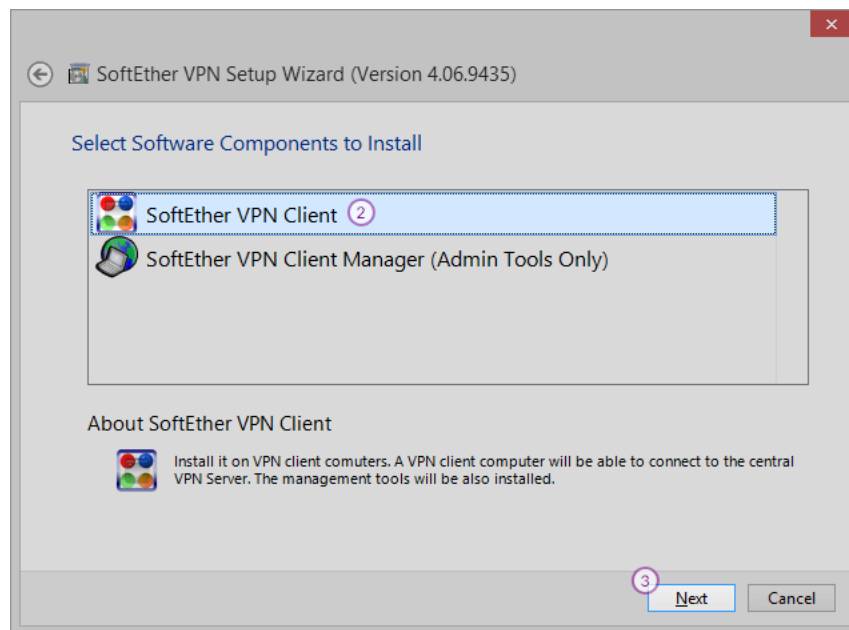 SoftEther VPN Setup Wizard (Version 4.06.9435)
Select Software Components to Install
SoftEther VPN Client 2
SoftEther VPN Client Manager (Admin Tools Only)
About SoftEther VPN Client
Install it on VPN client comuters. A VPN client computer will be able to connect to the central
VPN Server. The management tools will be also installed.
3
Next Cancel